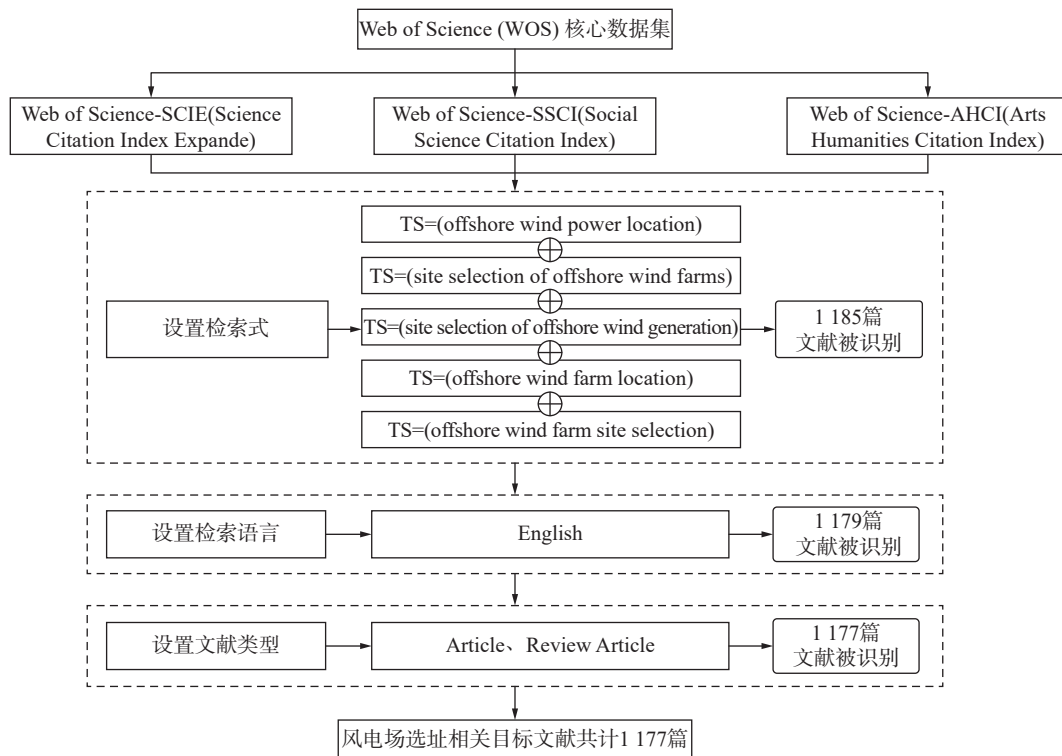 Web of Science (WOS) 核心数据集
Web of Science-SCIE(Science
Citation Index Expande)
Web of Science-SSCI(Social
Science Citation Index)
Web of Science-AHCI(Arts
Humanities Citation Index)
TS=(offshore wind power location)
TS=(site selection of offshore wind farms)
设置检索式
TS=(site selection of offshore wind generation)
1 185篇
文献被识别
TS=(offshore wind farm location)
TS=(offshore wind farm site selection)
设置检索语言
English
1 179篇
文献被识别
设置文献类型
Article、Review Article
1 177篇
文献被识别
风电场选址相关目标文献共计1 177篇